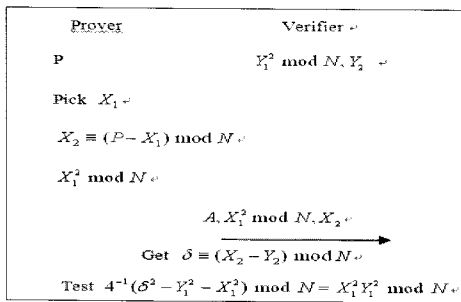 Prover Verifier
P Y₁² mod N, Y₂
Pick X₁
X₂ ≡ (P − X₁) mod N
X₁² mod N
A, X₁² mod N, X₂
Get δ ≡ (X₂ − Y₂) mod N
Test 4⁻¹(δ² − Y₁² − X₁²) mod N = X₁²Y₁² mod N